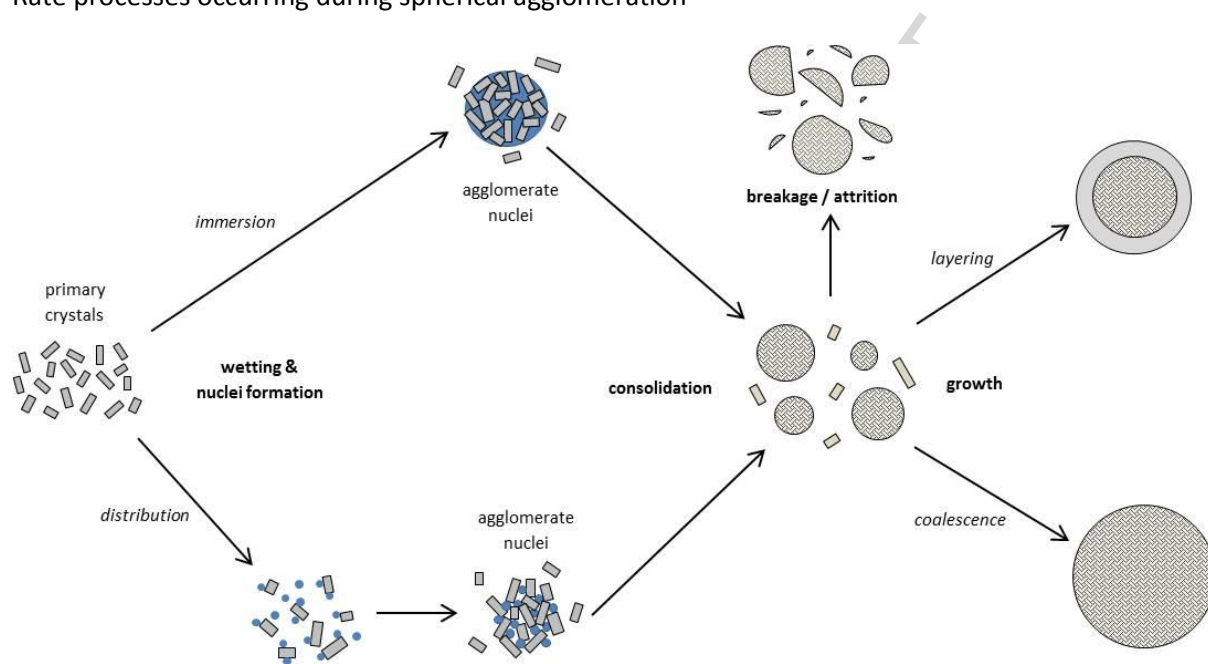 Rate processes occurring during spherical agglomeration
agglomerate
nuclei
breakage / attrition
immersion
layering
primary
crystals
wetting &
nuclei formation
consolidation
growth
distribution
agglomerate
nuclei
coalescence